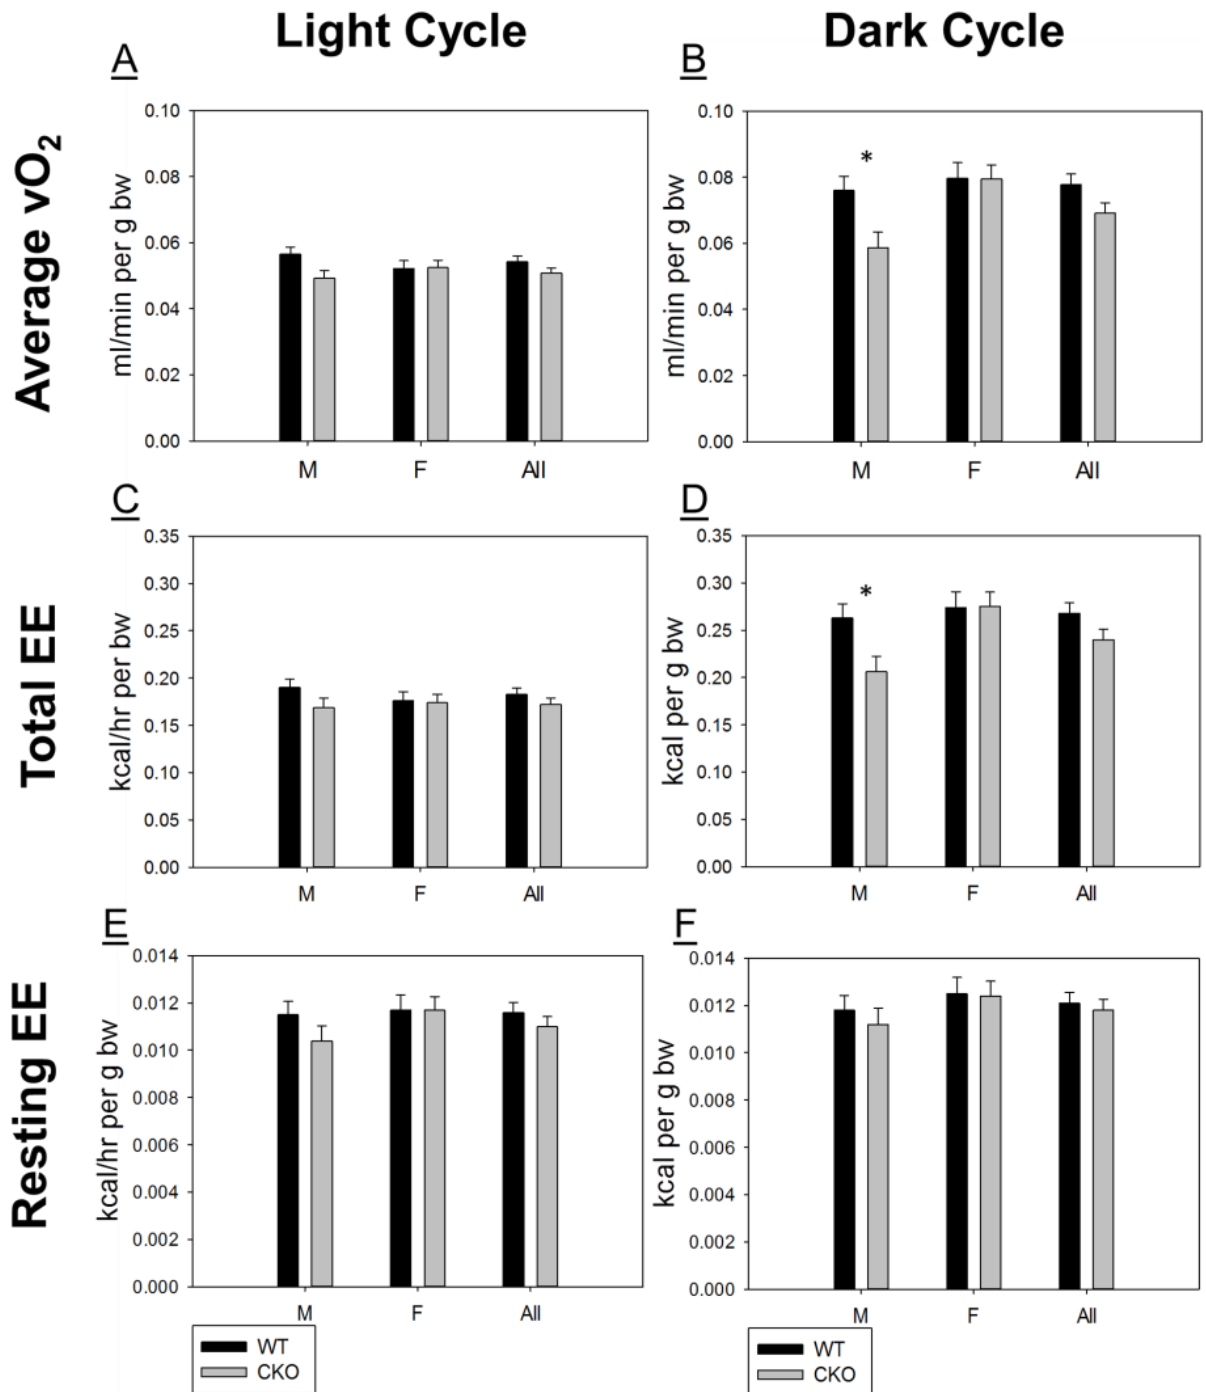 Light Cycle
Dark Cycle
A
B
Average vO₂
ml/min per g bw
0.10
0.08
0.06
0.04
0.02
0.00
M F All
ml/min per g bw
0.10
0.08
0.06
0.04
0.02
0.00
*
M F All
C
D
Total EE
kcal/hr per bw
0.35
0.30
0.25
0.20
0.15
0.10
0.05
0.00
M F All
kcal per g bw
0.35
0.30
0.25
0.20
0.15
0.10
0.05
0.00
*
M F All
E
F
Resting EE
kcal/hr per g bw
0.014
0.012
0.010
0.008
0.006
0.004
0.002
0.000
M F All
kcal per g bw
0.014
0.012
0.010
0.008
0.006
0.004
0.002
0.000
M F All
WT
CKO
WT
CKO